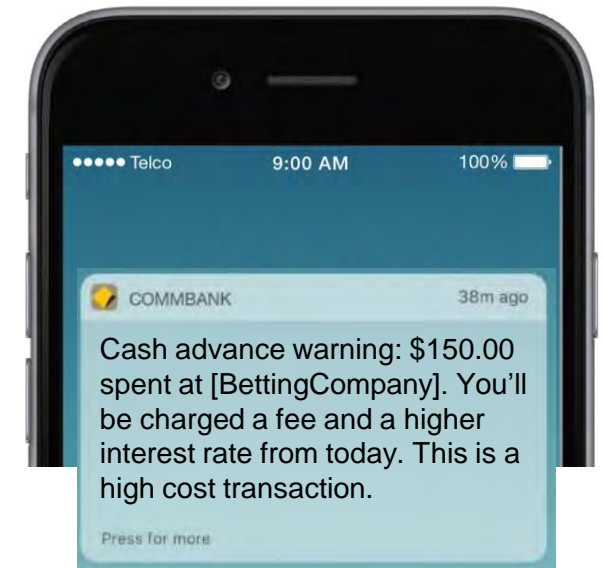 Telco 9:00 AM 100%
COMMBANK 38m ago
Cash advance warning: $150.00
spent at [BettingCompany]. You’ll
be charged a fee and a higher
interest rate from today. This is a
high cost transaction.
Press for more